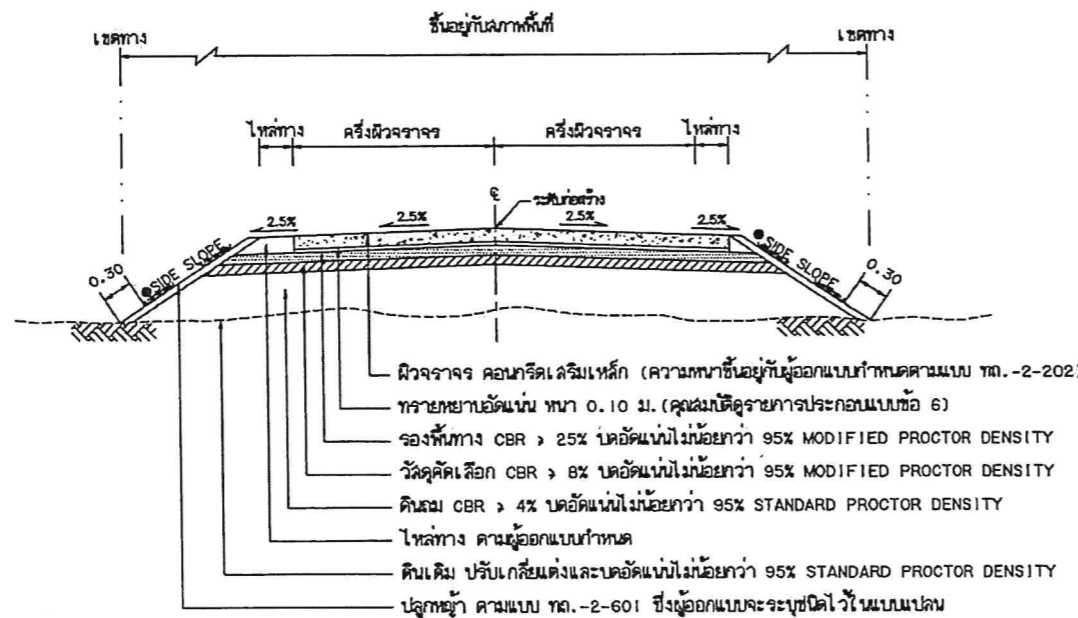 ขึ้นอยู่กับสภาพพื้นที่
เขตทาง เขตทาง
ไหล่ทาง ครึ่งผิวจราจร ครึ่งผิวจราจร ไหล่ทาง
ระดับก่อสร้าง
2.5% 2.5% 2.5% 2.5%
SIDE SLOPE SIDE SLOPE
0.30 0.30
ผิวจราจร คอนกรีตเสริมเหล็ก (ความหนาขึ้นอยู่กับผู้ออกแบบกำหนดตามแบบ ทถ.-2-202)
ทรายหยาบอัดแน่น หนา 0.10 ม. (คุณสมบัติดูรายการประกอบแบบข้อ 6)
รองพื้นทาง CBR > 25% บดอัดแน่นไม่น้อยกว่า 95% MODIFIED PROCTOR DENSITY
วัสดุคัดเลือก CBR > 8% บดอัดแน่นไม่น้อยกว่า 95% MODIFIED PROCTOR DENSITY
ดินถม CBR > 4% บดอัดแน่นไม่น้อยกว่า 95% STANDARD PROCTOR DENSITY
ไหล่ทาง ตามผู้ออกแบบกำหนด
ดินเดิม ปรับเกลี่ยแต่งและบดอัดแน่นไม่น้อยกว่า 95% STANDARD PROCTOR DENSITY
ปลูกหญ้า ตามแบบ ทถ.-2-601 ซึ่งผู้ออกแบบจะระบุชนิดไว้ในแบบแปลน